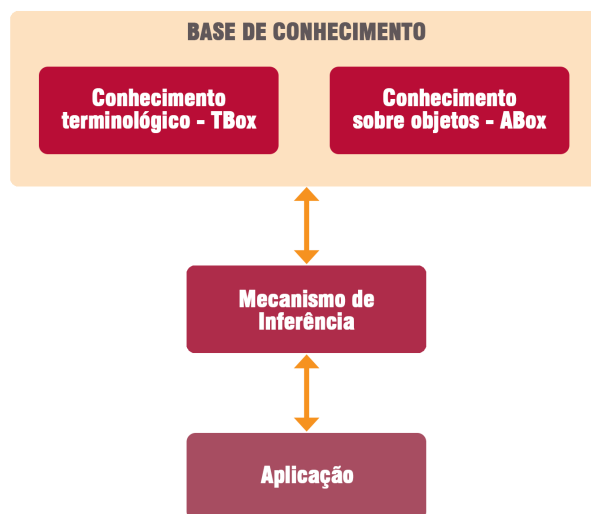 BASE DE CONHECIMENTO
Conhecimento
terminológico - TBox
Conhecimento
sobre objetos - ABox
Mecanismo de
Inferência
Aplicação